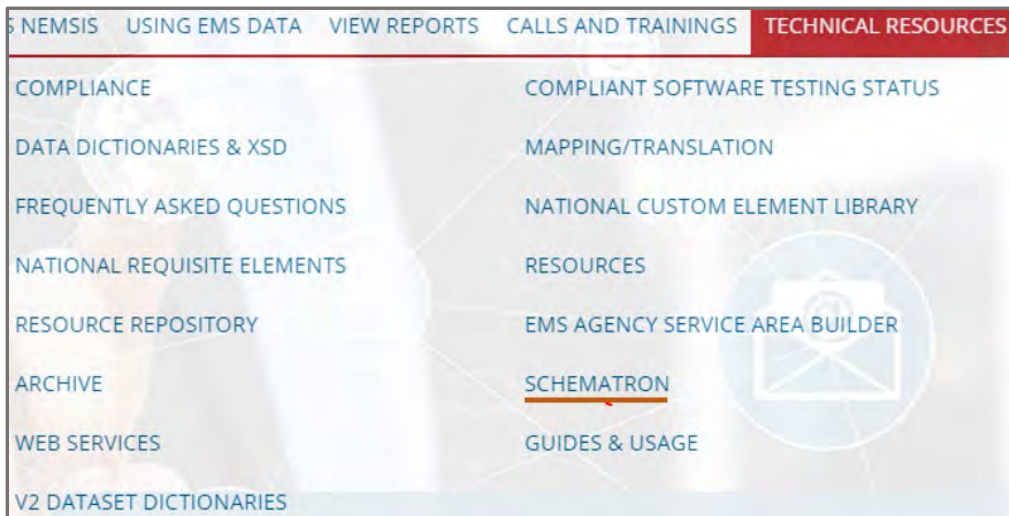 NEMSIS USING EMS DATA VIEW REPORTS CALLS AND TRAININGS TECHNICAL RESOURCES
COMPLIANCE
COMPLIANT SOFTWARE TESTING STATUS
DATA DICTIONARIES & XSD
MAPPING/TRANSLATION
FREQUENTLY ASKED QUESTIONS
NATIONAL CUSTOM ELEMENT LIBRARY
NATIONAL REQUISITE ELEMENTS
RESOURCES
RESOURCE REPOSITORY
EMS AGENCY SERVICE AREA BUILDER
ARCHIVE
SCHEMATRON
WEB SERVICES
GUIDES & USAGE
V2 DATASET DICTIONARIES